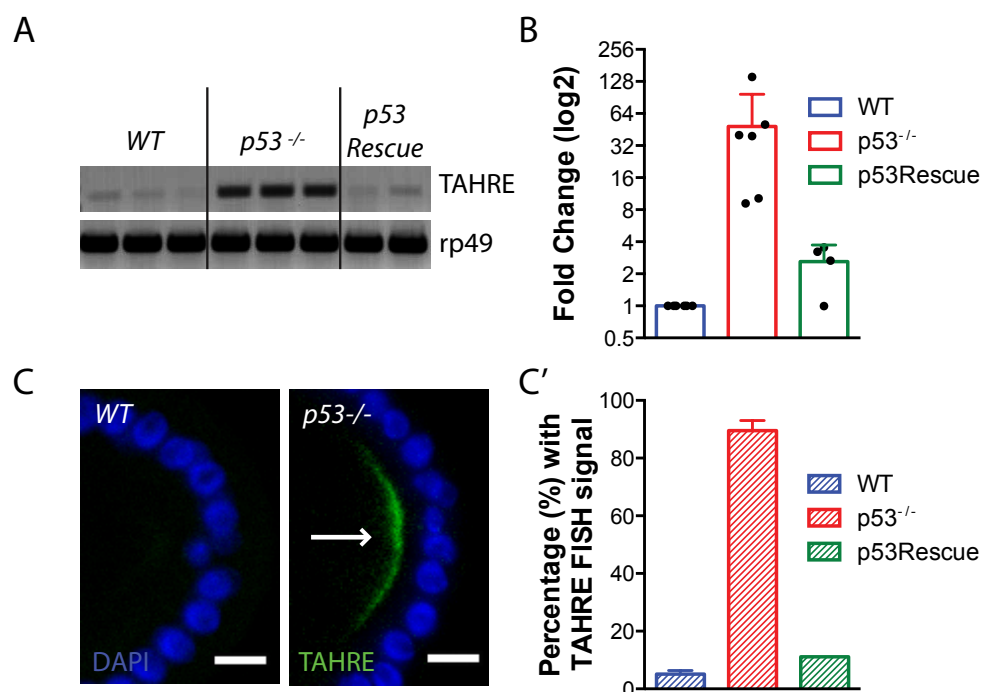 A
WT
p53 -/-
p53
Rescue
TAHRE
rp49
B
Fold Change (log2)
256
128
64
32
16
8
4
2
1
0.5
WT
p53-/-
p53Rescue
C
WT
DAPI
p53-/-
TAHRE
C’
Percentage (%) with
TAHRE FISH signal
100
80
60
40
20
0
WT
p53-/-
p53Rescue